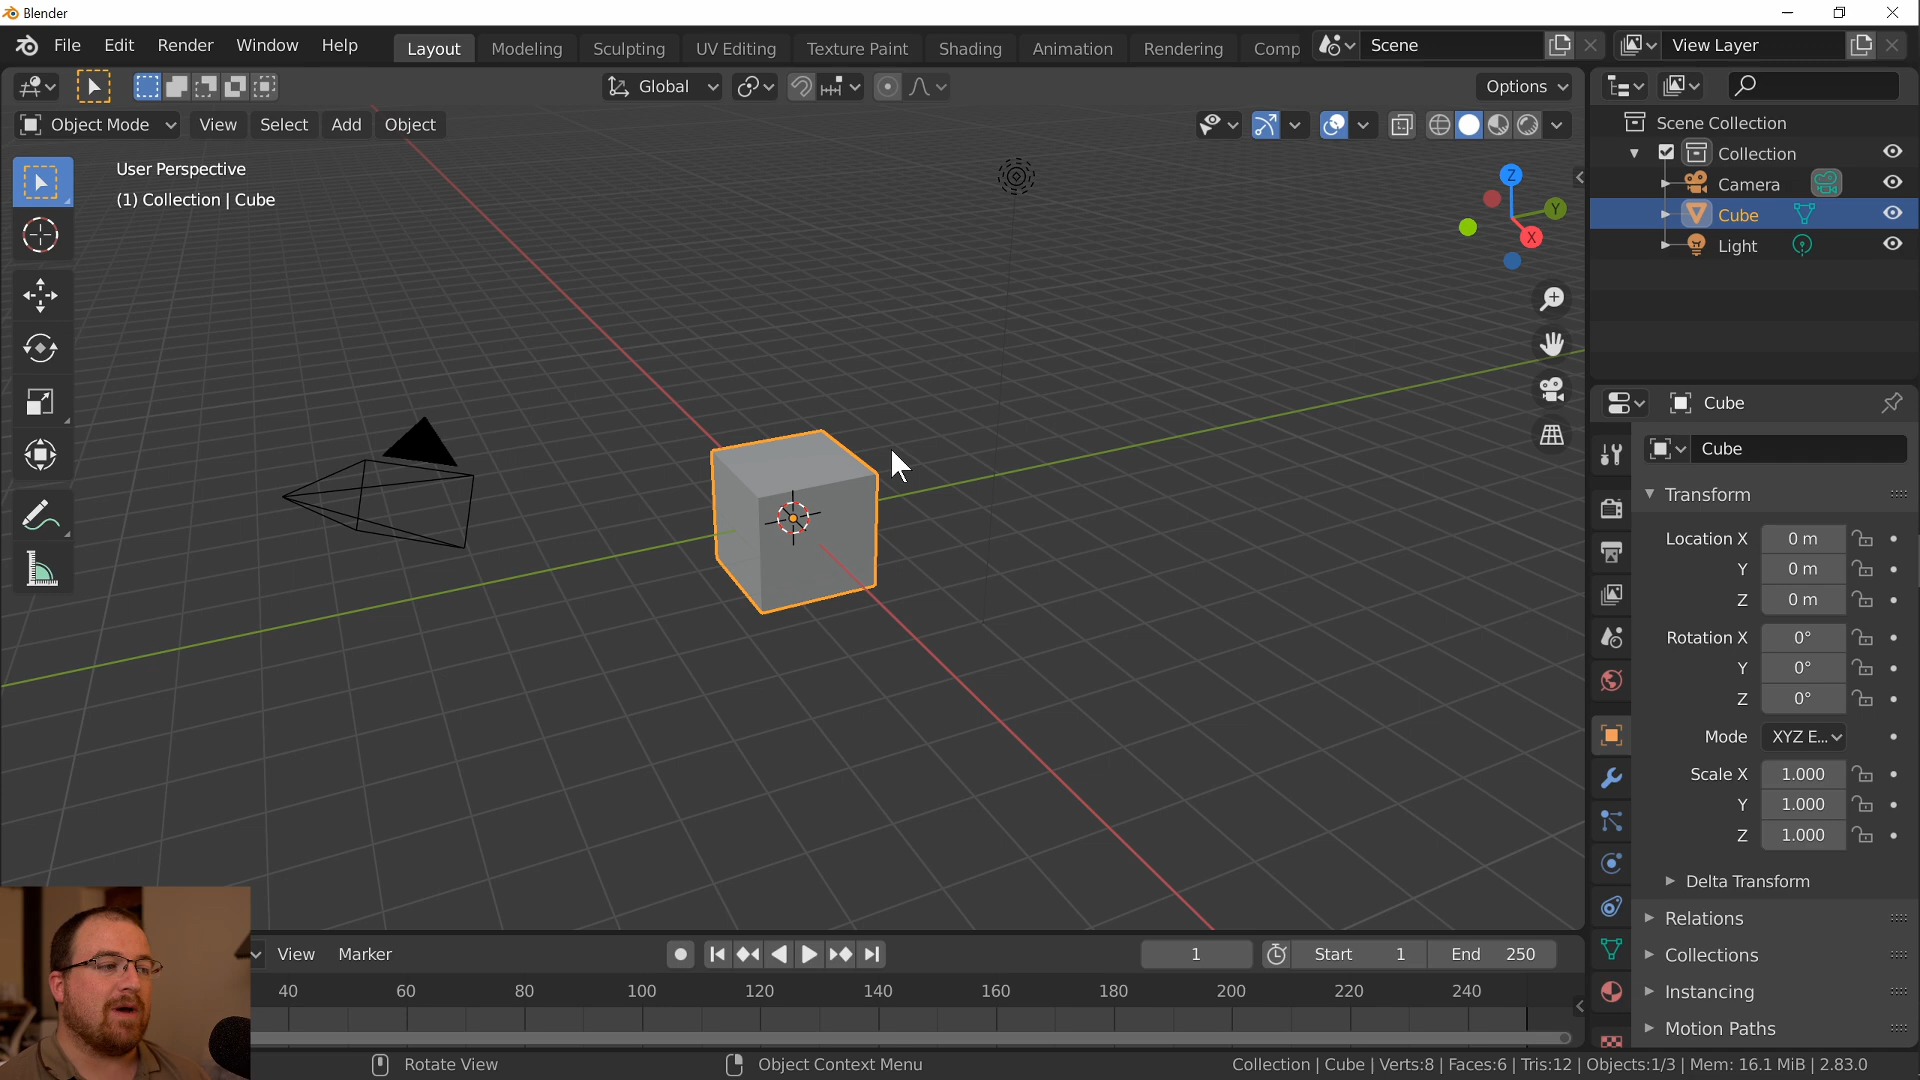 Blender
File Edit Render Window Help
Layout Modeling Sculpting UV Editing Texture Paint Shading Animation Rendering Comp
Scene
View Layer
Global
Options
Object Mode View Select Add Object
User Perspective
(1) Collection | Cube
Z
Y
X
Scene Collection
Collection
Camera
Cube
Light
Cube
Cube
Transform
Location X 0 m
Y 0 m
Z 0 m
Rotation X 0°
Y 0°
Z 0°
Mode XYZ E...
Scale X 1.000
Y 1.000
Z 1.000
Delta Transform
Relations
Collections
Instancing
Motion Paths
View Marker
1
Start 1
End 250
40 60 80 100 120 140 160 180 200 220 240
Rotate View
Object Context Menu
Collection | Cube | Verts:8 | Faces:6 | Tris:12 | Objects:1/3 | Mem: 16.1 MiB | 2.83.0